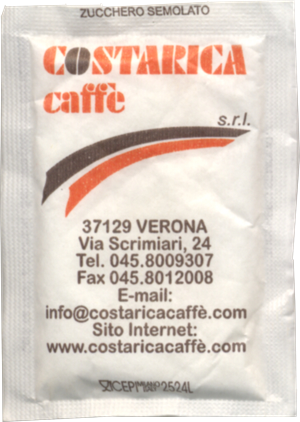 ZUCCHERO SEMOLATO
COSTARICA
caffè
s.r.l.
37129 VERONA
Via Scrimiari, 24
Tel. 045.8009307
Fax 045.8012008
E-mail:
info@costaricacaffè.com
Sito Internet:
www.costaricacaffè.com